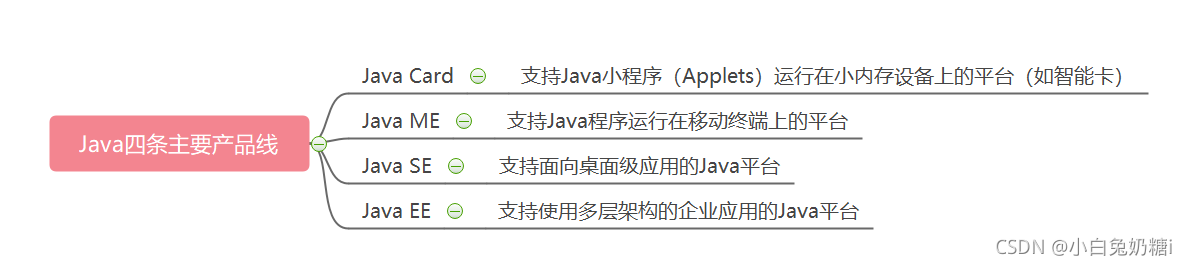 Java Card 支持Java小程序（Applets）运行在小内存设备上的平台（如智能卡）
Java ME 支持Java程序运行在移动终端上的平台
Java四条主要产品线
Java SE 支持面向桌面级应用的Java平台
Java EE 支持使用多层架构的企业应用的Java平台
CSDN @小白兔奶糖i